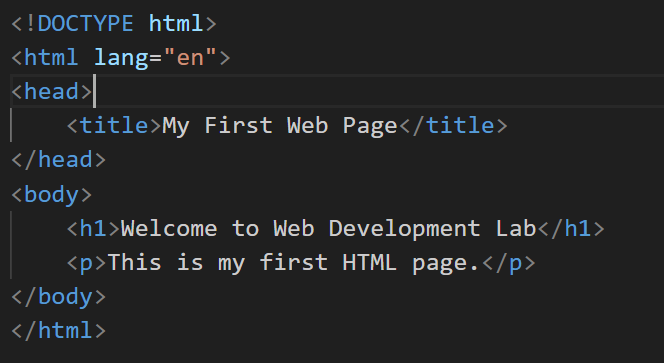 <!DOCTYPE html>
<html lang="en">
<head>
    <title>My First Web Page</title>
</head>
<body>
    <h1>Welcome to Web Development Lab</h1>
    <p>This is my first HTML page.</p>
</body>
</html>